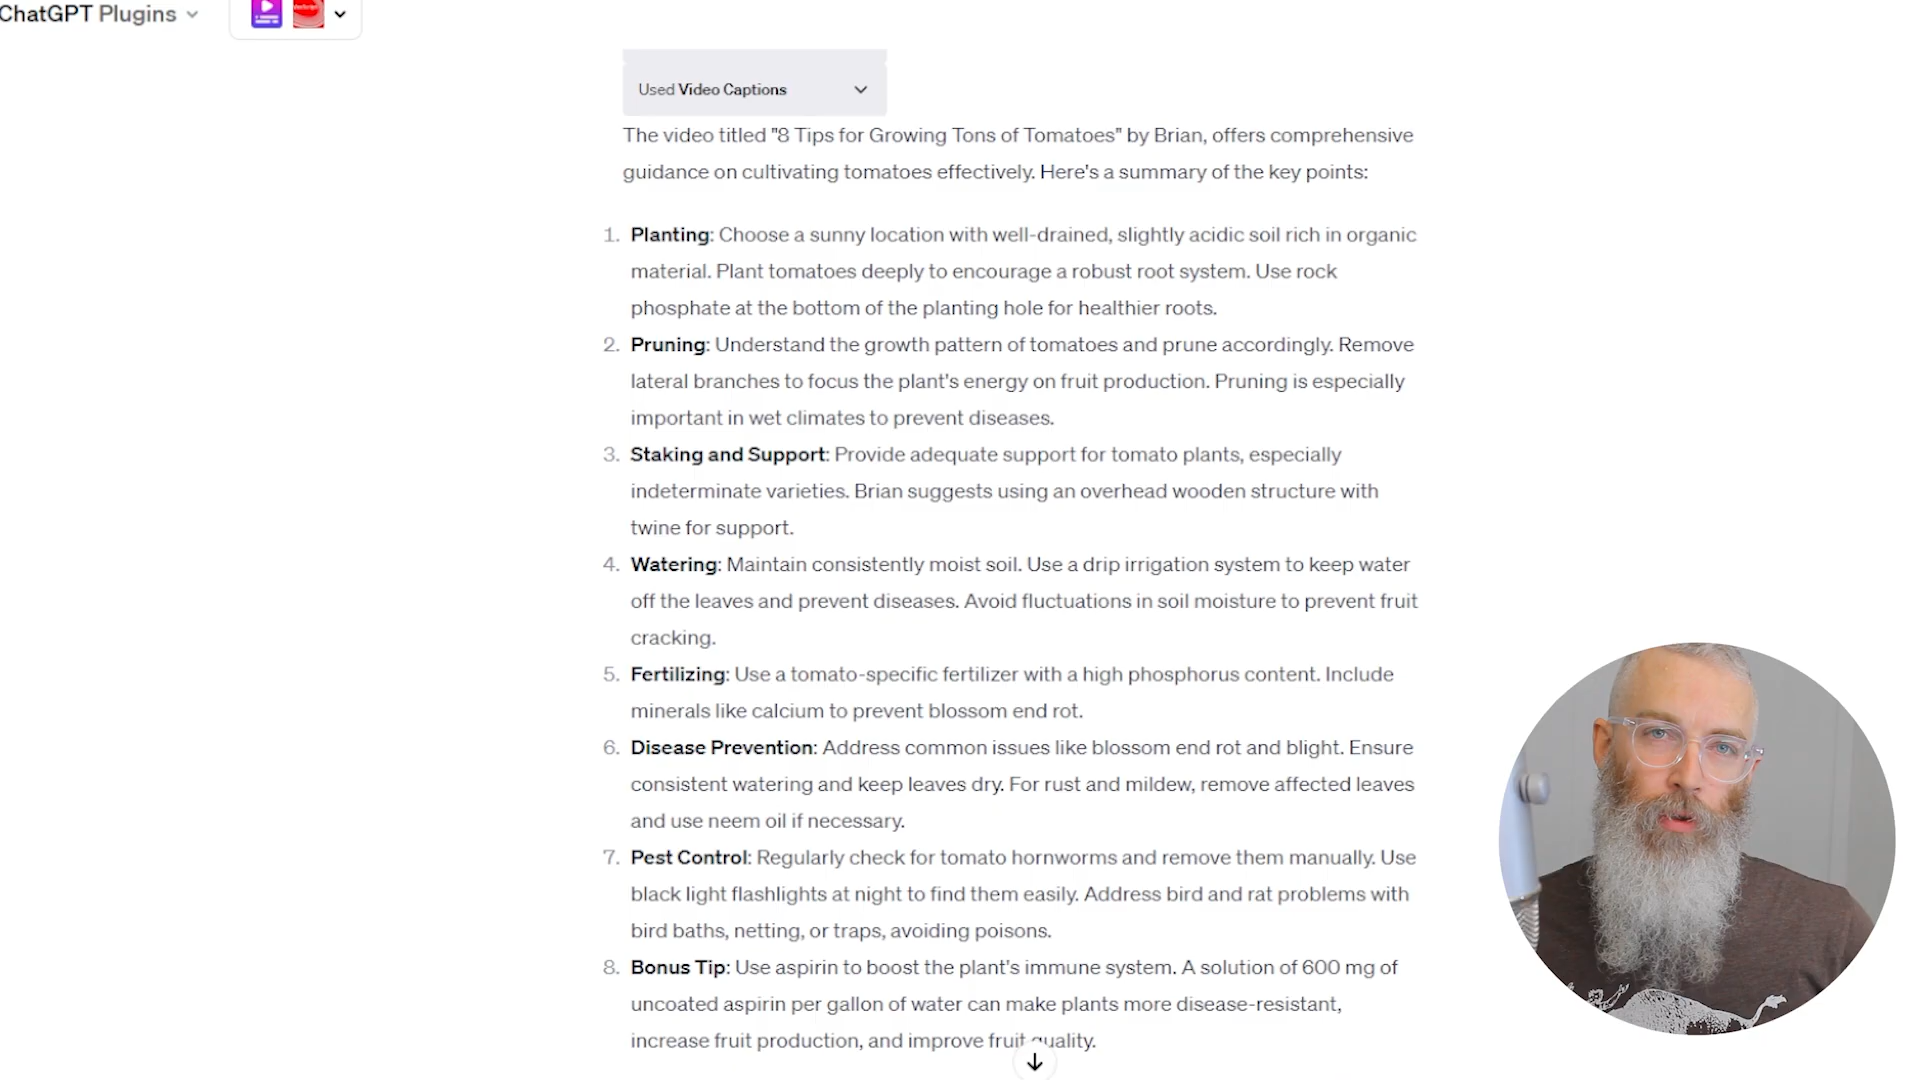 ChatGPT Plugins
Used Video Captions
The video titled "8 Tips for Growing Tons of Tomatoes" by Brian, offers comprehensive
guidance on cultivating tomatoes effectively. Here's a summary of the key points:
1. Planting: Choose a sunny location with well-drained, slightly acidic soil rich in organic
material. Plant tomatoes deeply to encourage a robust root system. Use rock
phosphate at the bottom of the planting hole for healthier roots.
2. Pruning: Understand the growth pattern of tomatoes and prune accordingly. Remove
lateral branches to focus the plant's energy on fruit production. Pruning is especially
important in wet climates to prevent diseases.
3. Staking and Support: Provide adequate support for tomato plants, especially
indeterminate varieties. Brian suggests using an overhead wooden structure with
twine for support.
4. Watering: Maintain consistently moist soil. Use a drip irrigation system to keep water
off the leaves and prevent diseases. Avoid fluctuations in soil moisture to prevent fruit
cracking.
5. Fertilizing: Use a tomato-specific fertilizer with a high phosphorus content. Include
minerals like calcium to prevent blossom end rot.
6. Disease Prevention: Address common issues like blossom end rot and blight. Ensure
consistent watering and keep leaves dry. For rust and mildew, remove affected leaves
and use neem oil if necessary.
7. Pest Control: Regularly check for tomato hornworms and remove them manually. Use
black light flashlights at night to find them easily. Address bird and rat problems with
bird baths, netting, or traps, avoiding poisons.
8. Bonus Tip: Use aspirin to boost the plant's immune system. A solution of 600 mg of
uncoated aspirin per gallon of water can make plants more disease-resistant,
increase fruit production, and improve fruit quality.